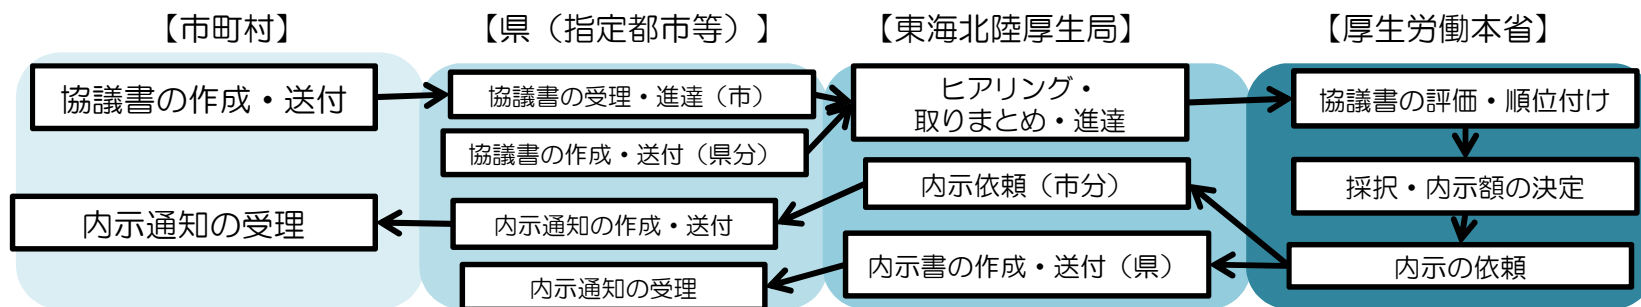 【市町村】
【県（指定都市等）】
【東海北陸厚生局】
【厚生労働本省】
協議書の作成・送付
協議書の受理・進達（市）
協議書の作成・送付（県分）
ヒアリング・
取りまとめ・進達
協議書の評価・順位付け
採択・内示額の決定
内示の依頼
内示依頼（市分）
内示書の作成・送付（県）
内示通知の作成・送付
内示通知の受理
内示通知の受理